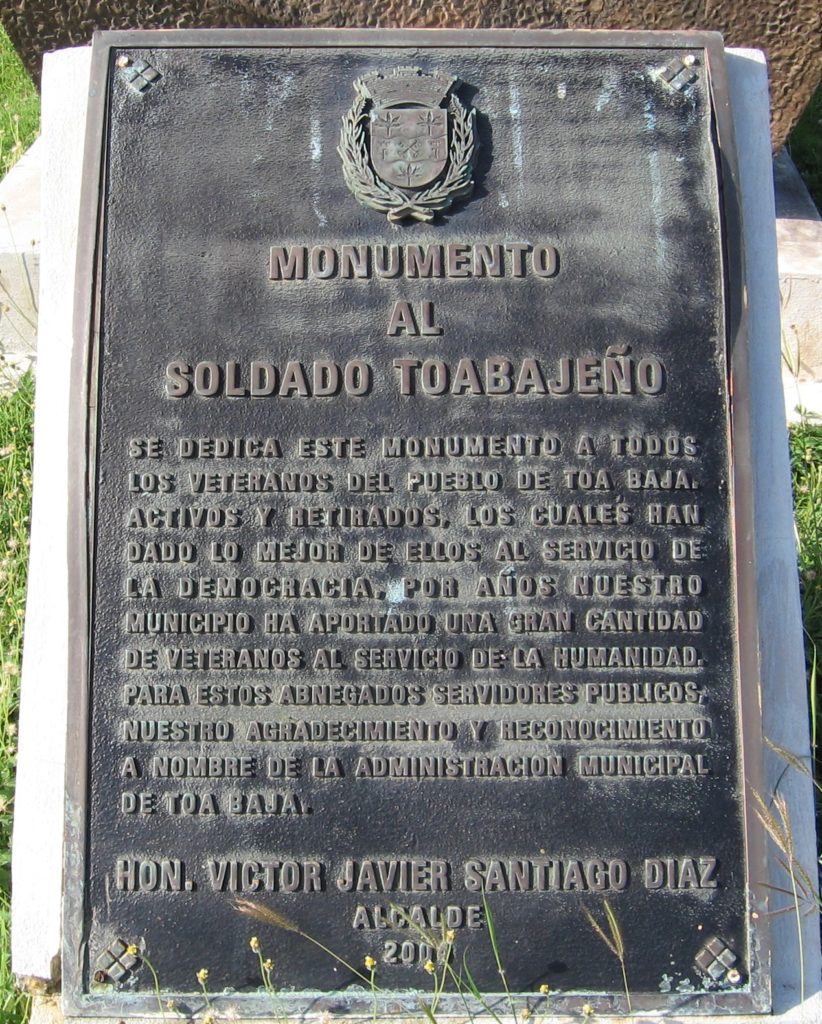 MONUMENTO
AL
SOLDADO TOABAJEÑO
SE DEDICA ESTE MONUMENTO A TODOS
LOS VETERANOS DEL PUEBLO DE TOA BAJA,
ACTIVOS Y RETIRADOS, LOS CUALES HAN
DADO LO MEJOR DE ELLOS AL SERVICIO DE
LA DEMOCRACIA. POR AÑOS NUESTRO
MUNICIPIO HA APORTADO UNA GRAN CANTIDAD
DE VETERANOS AL SERVICIO DE LA HUMANIDAD.
PARA ESTOS ABNEGADOS SERVIDORES PUBLICOS,
NUESTRO AGRADECIMIENTO Y RECONOCIMIENTO
A NOMBRE DE LA ADMINISTRACION MUNICIPAL
DE TOA BAJA.
HON. VICTOR JAVIER SANTIAGO DIAZ
ALCALDE